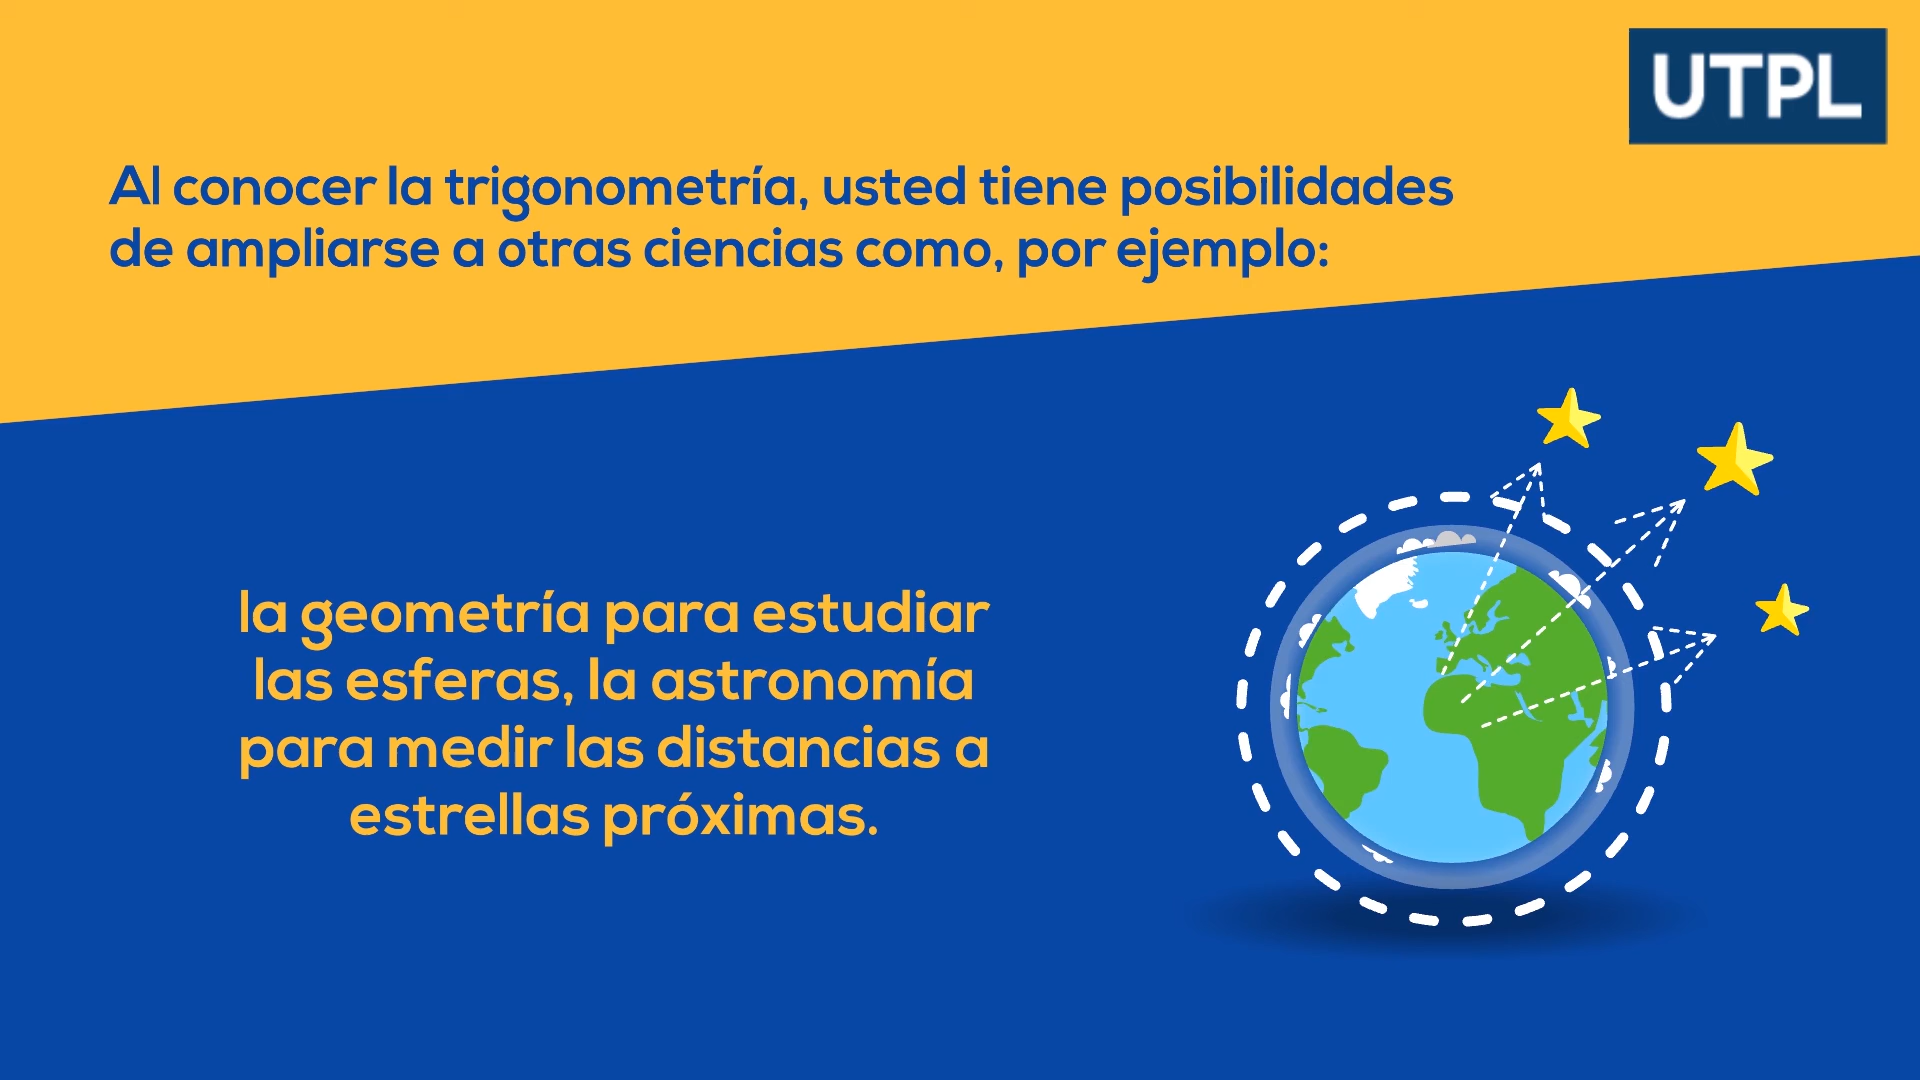 UTPL
Al conocer la trigonometría, usted tiene posibilidades
de ampliarse a otras ciencias como, por ejemplo:
la geometría para estudiar
las esferas, la astronomía
para medir las distancias a
estrellas próximas.